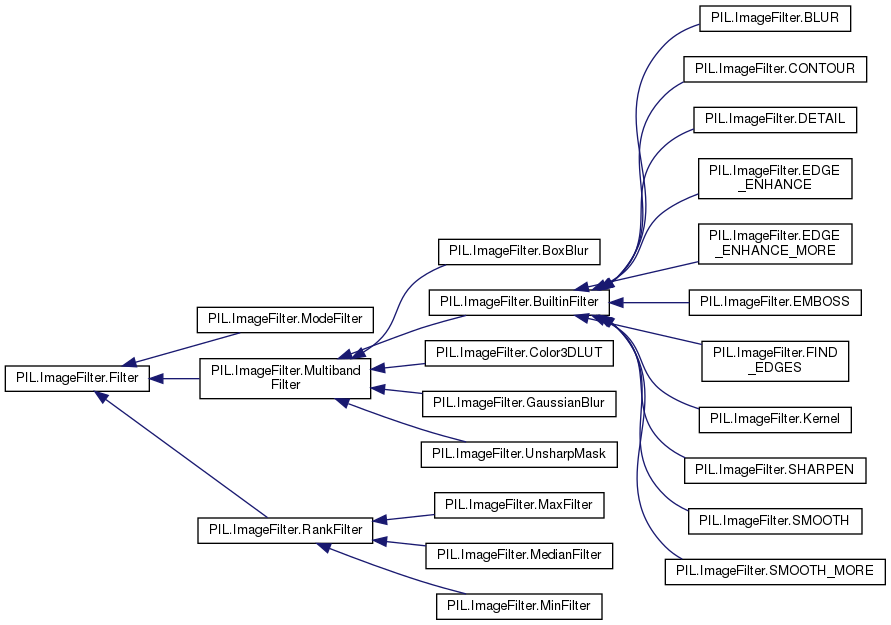 PIL.ImageFilter.BLUR
PIL.ImageFilter.CONTOUR
PIL.ImageFilter.DETAIL
PIL.ImageFilter.EDGE
_ENHANCE
PIL.ImageFilter.EDGE
_ENHANCE_MORE
PIL.ImageFilter.BoxBlur
PIL.ImageFilter.BuiltinFilter
PIL.ImageFilter.EMBOSS
PIL.ImageFilter.ModeFilter
PIL.ImageFilter.Color3DLUT
PIL.ImageFilter.FIND
_EDGES
PIL.ImageFilter.Filter
PIL.ImageFilter.Multiband
Filter
PIL.ImageFilter.GaussianBlur
PIL.ImageFilter.Kernel
PIL.ImageFilter.UnsharpMask
PIL.ImageFilter.SHARPEN
PIL.ImageFilter.MaxFilter
PIL.ImageFilter.SMOOTH
PIL.ImageFilter.RankFilter
PIL.ImageFilter.MedianFilter
PIL.ImageFilter.SMOOTH_MORE
PIL.ImageFilter.MinFilter